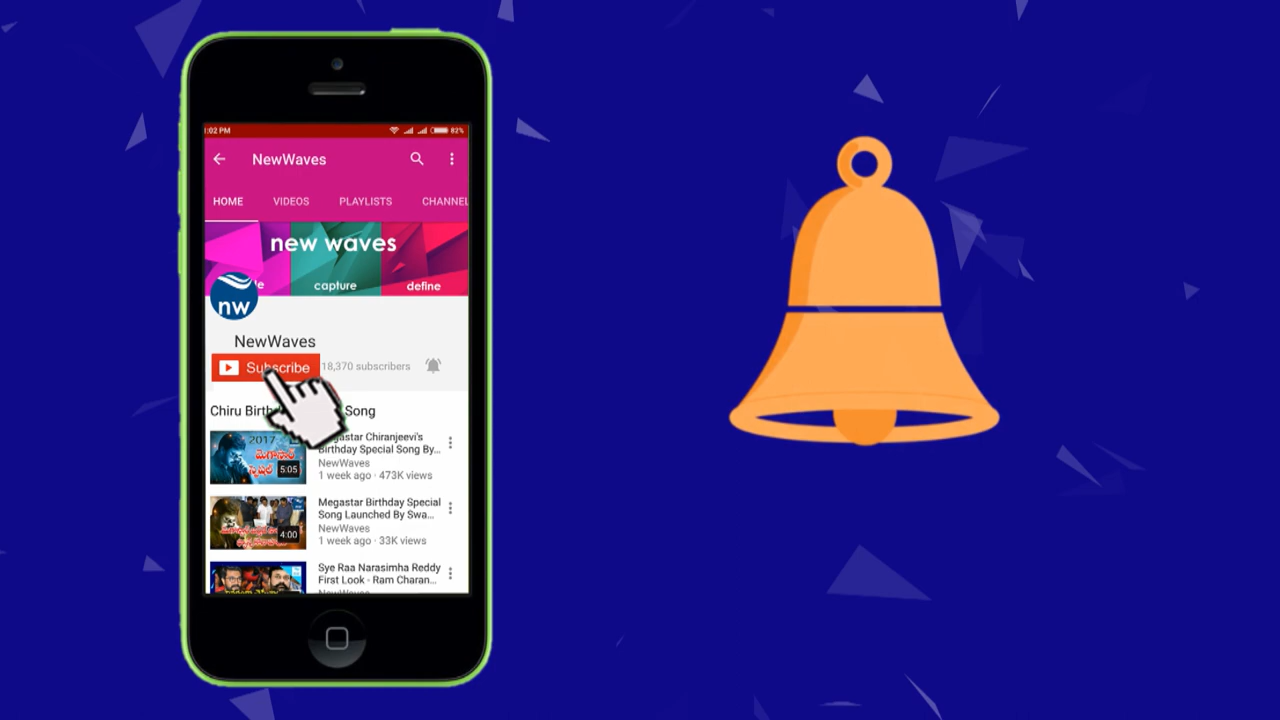 1:02 PM
82%
NewWaves
HOME VIDEOS PLAYLISTS CHANNEL
new waves
capture define
nw
NewWaves
Subscribe 18,370 subscribers
Chiru Birth Song
2017
మెగాస్టార్
స్పెషల్
5:05
Megastar Chiranjeevi's
Birthday Special Song By...
NewWaves
1 week ago · 473K views
4:00
Megastar Birthday Special
Song Launched By Swa...
NewWaves
1 week ago · 33K views
Sye Raa Narasimha Reddy
First Look - Ram Charan...
NewWaves